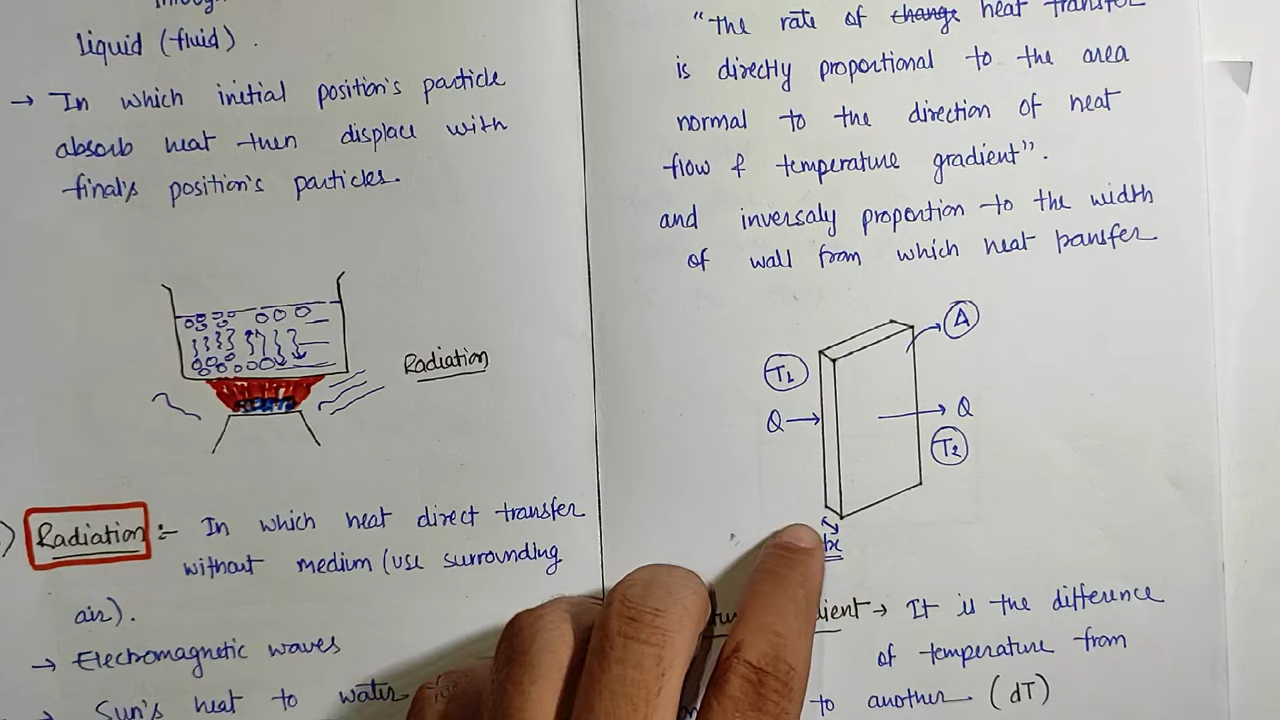 liquid (fluid).
→ In which initial position's particle
absorb heat then displace with
final's position's particles.
Radiation
Radiation :- In which heat direct transfer
without medium (use surrounding
air).
→ Electromagnetic waves
→ Sun's heat to water
"The rate of change heat transfer
is directly proportional to the area
normal to the direction of heat
flow & temperature gradient".
and inversaly proportion to the width
of wall from which heat transfer
A
T1
Q → → Q
T2
It is the difference
of temperature from
to another (dT)